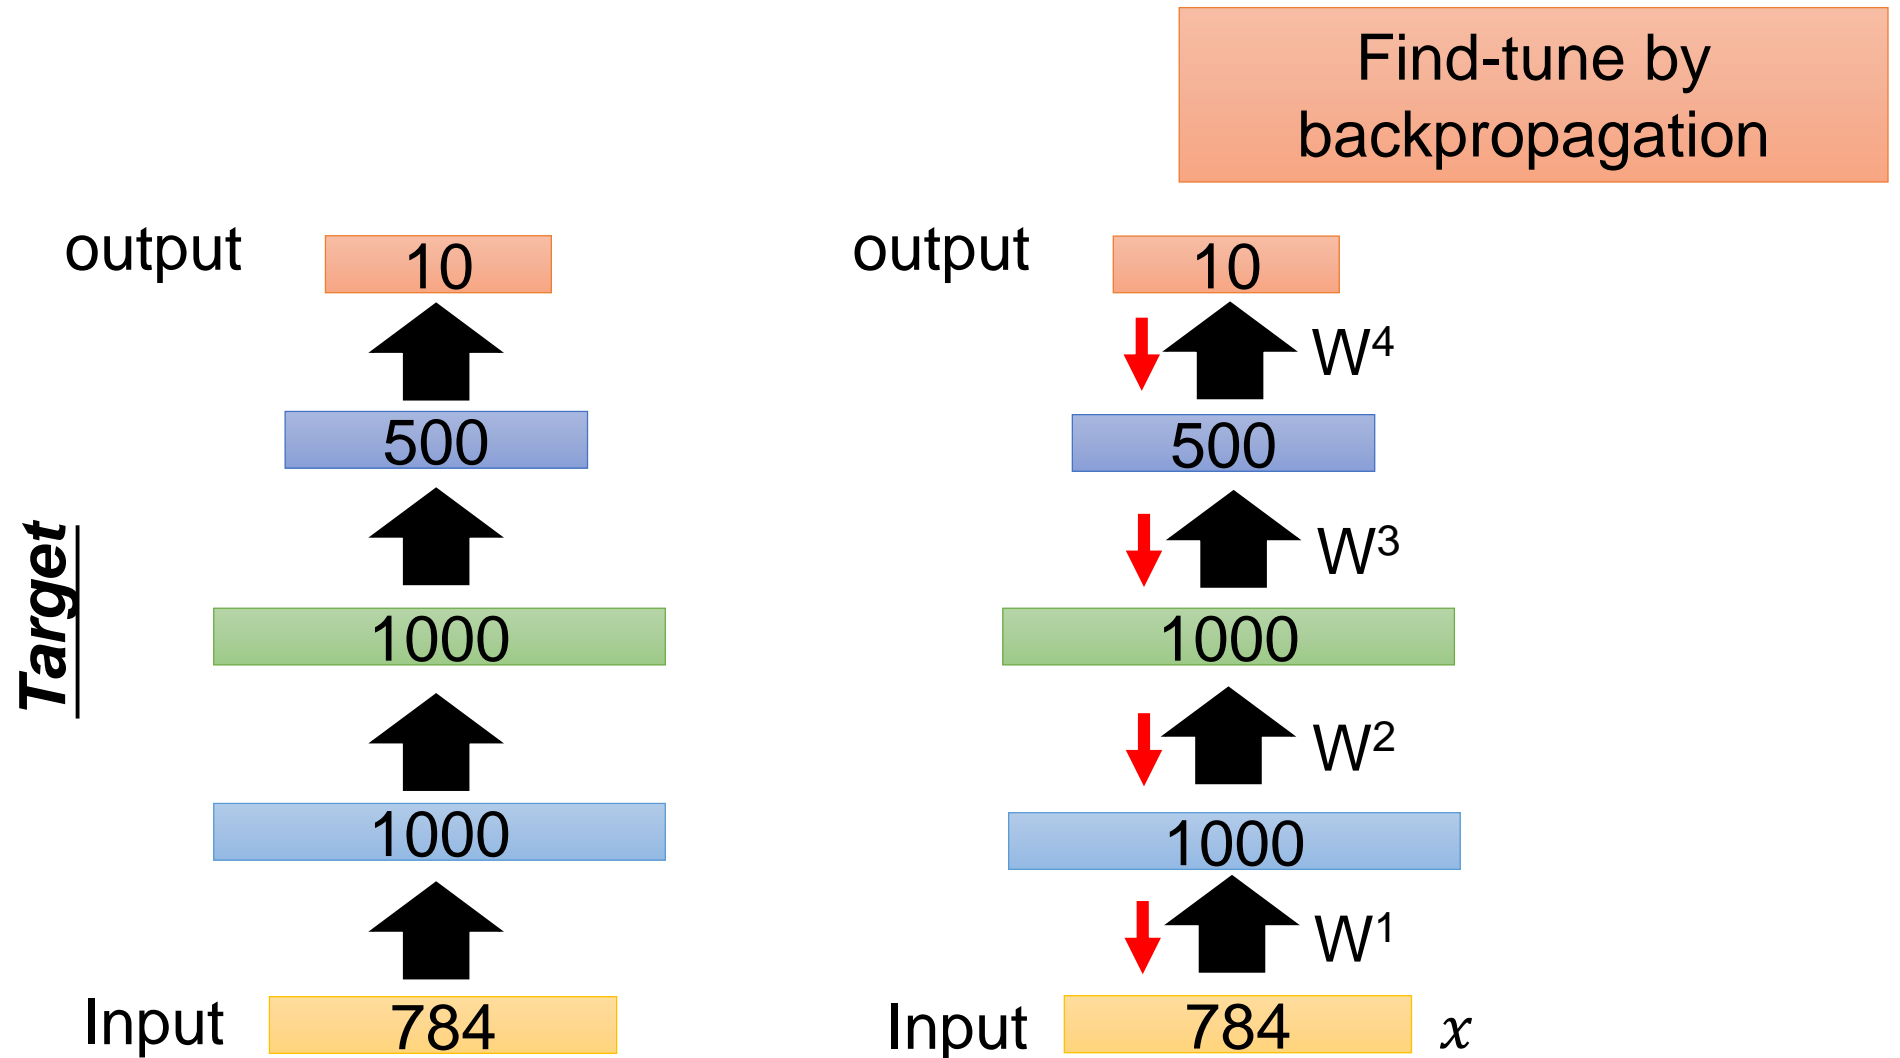 Find-tune by
backpropagation
output
10
500
Target
1000
1000
Input
784
output
10
W⁴
500
W³
1000
W²
1000
W¹
Input
784
x